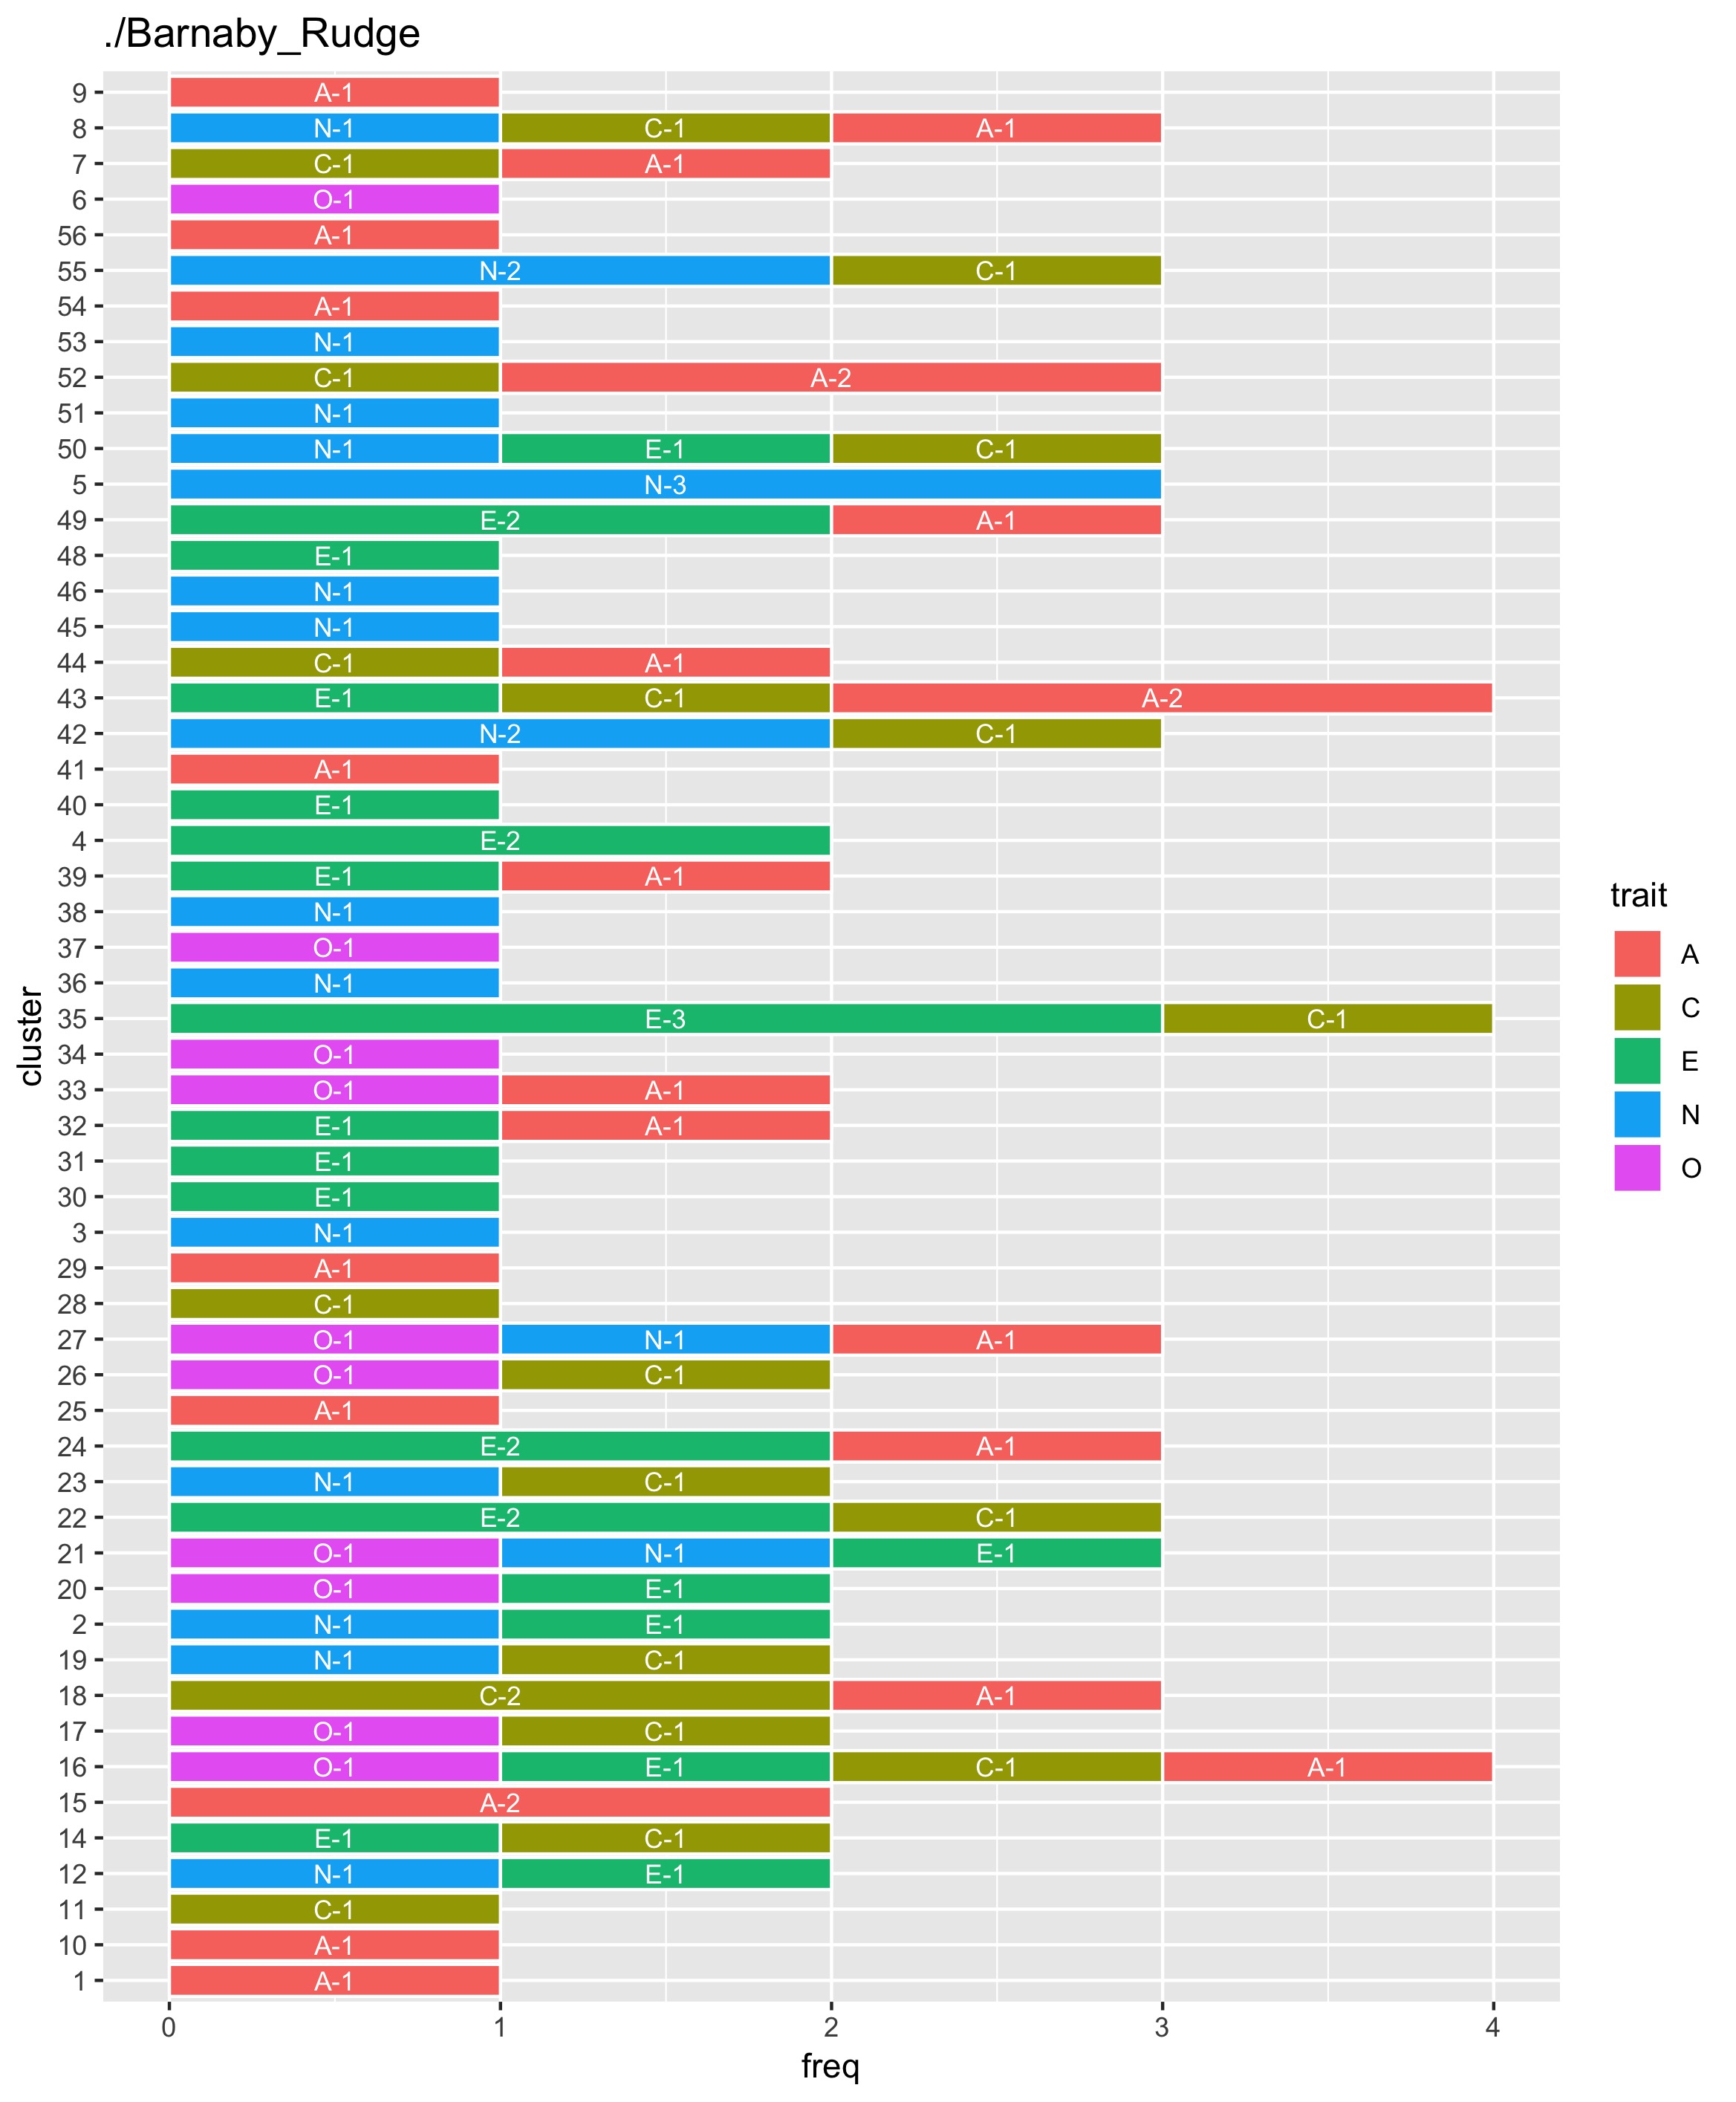 ./Barnaby_Rudge
9 A-1
8 N-1 C-1 A-1
7 C-1 A-1
6 O-1
56 A-1
55 N-2 C-1
54 A-1
53 N-1
52 C-1 A-2
51 N-1
50 N-1 E-1 C-1
5 N-3
49 E-2 A-1
48 E-1
46 N-1
45 N-1
44 C-1 A-1
43 E-1 C-1 A-2
42 N-2 C-1
41 A-1
40 E-1
4 E-2
39 E-1 A-1
38 N-1
37 O-1
36 N-1
35 E-3 C-1
34 O-1
33 O-1 A-1
32 E-1 A-1
31 E-1
30 E-1
3 N-1
29 A-1
28 C-1
27 O-1 N-1 A-1
26 O-1 C-1
25 A-1
24 E-2 A-1
23 N-1 C-1
22 E-2 C-1
21 O-1 N-1 E-1
20 O-1 E-1
2 N-1 E-1
19 N-1 C-1
18 C-2 A-1
17 O-1 C-1
16 O-1 E-1 C-1 A-1
15 A-2
14 E-1 C-1
12 N-1 E-1
11 C-1
10 A-1
1 A-1
0 1 2 3 4
freq
cluster
trait
A
C
E
N
O